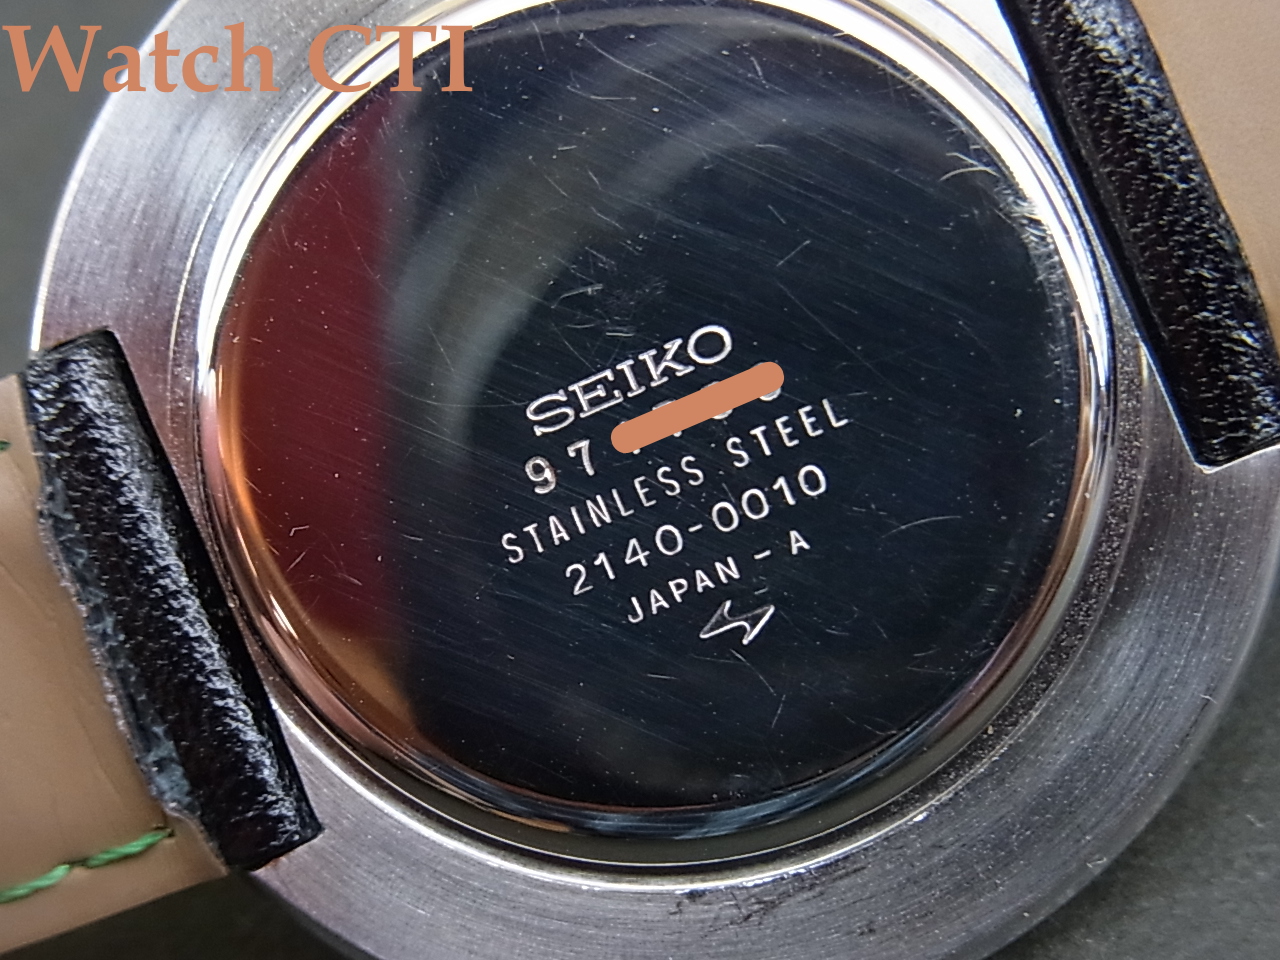 Watch CTI
SEIKO
97
STAINLESS STEEL
2140-0010
JAPAN - A